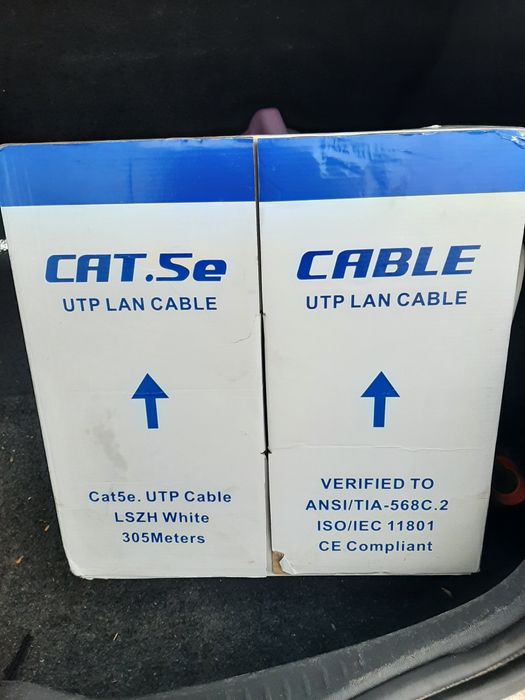 CAT.5e
UTP LAN CABLE
Cat5e. UTP Cable
LSZH White
305Meters
CABLE
UTP LAN CABLE
VERIFIED TO
ANSI/TIA-568C.2
ISO/IEC 11801
CE Compliant